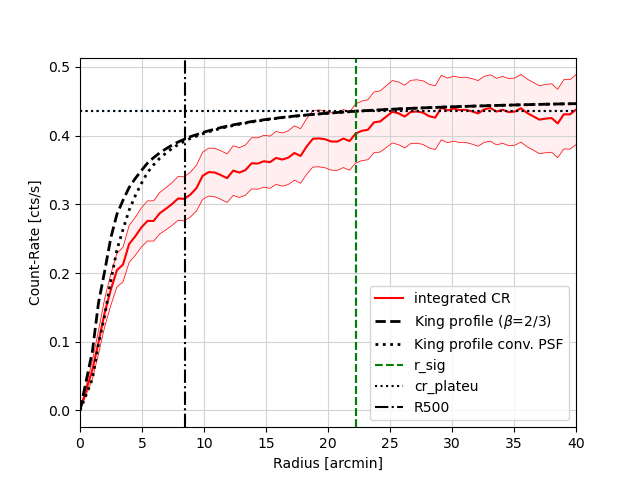 0.5
0.4
0.3
0.2
0.1
0.0
Count-Rate [cts/s]
integrated CR
King profile (β=2/3)
King profile conv. PSF
r_sig
cr_plateu
R500
0 5 10 15 20 25 30 35 40
Radius [arcmin]